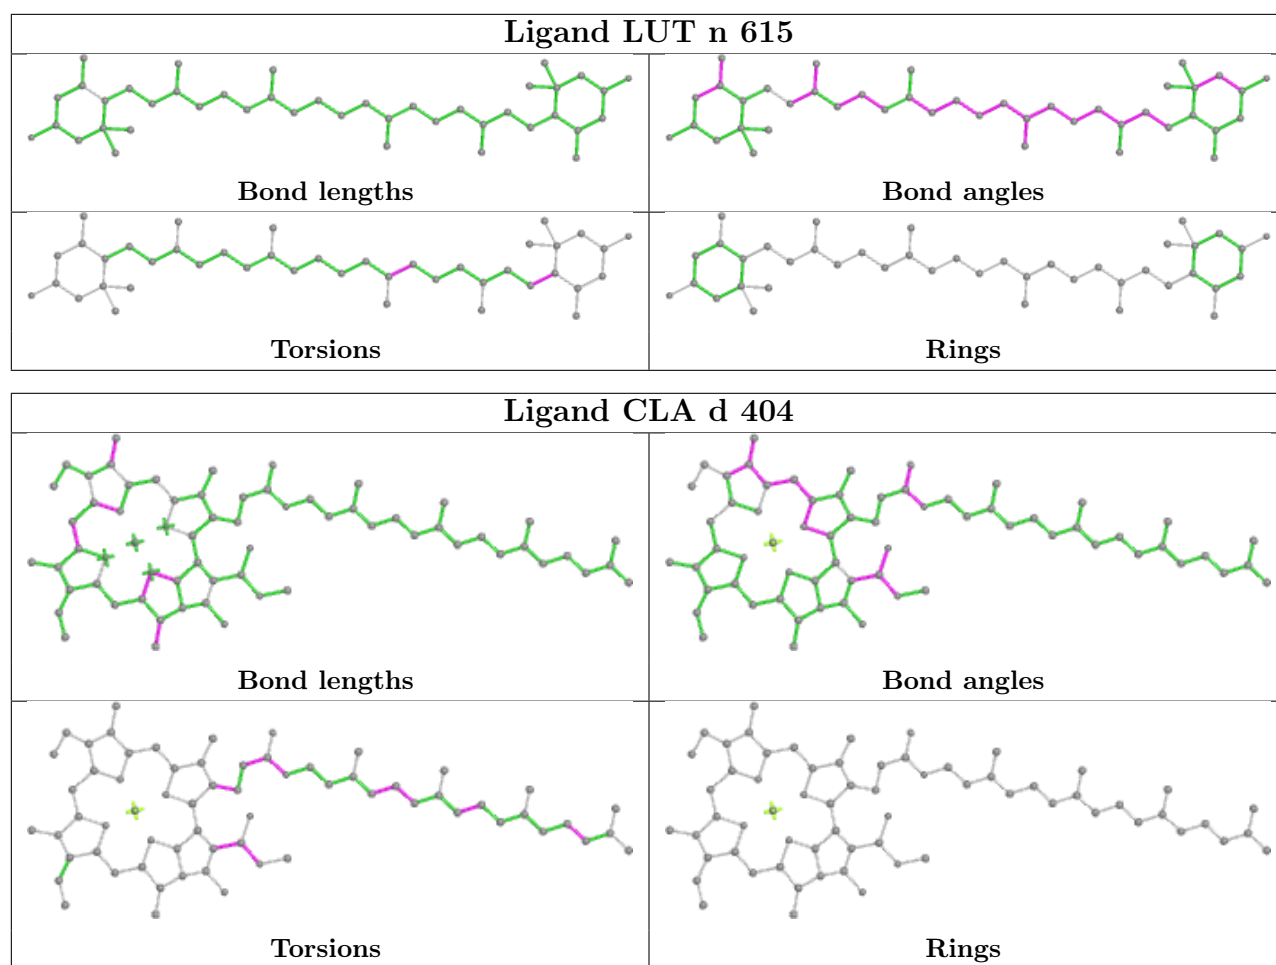 Ligand LUT n 615
Bond lengths
Bond angles
Torsions
Rings
Ligand CLA d 404
Bond lengths
Bond angles
Torsions
Rings